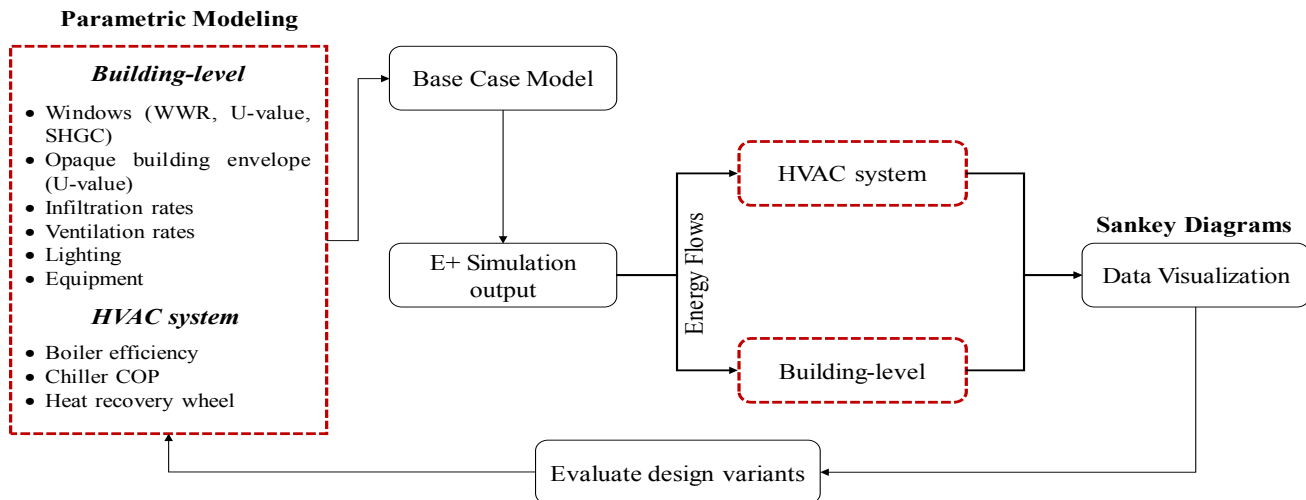 Parametric Modeling
Building-level
• Windows (WWR, U-value,
SHGC)
• Opaque building envelope
(U-value)
• Infiltration rates
• Ventilation rates
• Lighting
• Equipment
HVAC system
• Boiler efficiency
• Chiller COP
• Heat recovery wheel
Base Case Model
E+ Simulation
output
Energy Flows
HVAC system
Building-level
Sankey Diagrams
Data Visualization
Evaluate design variants